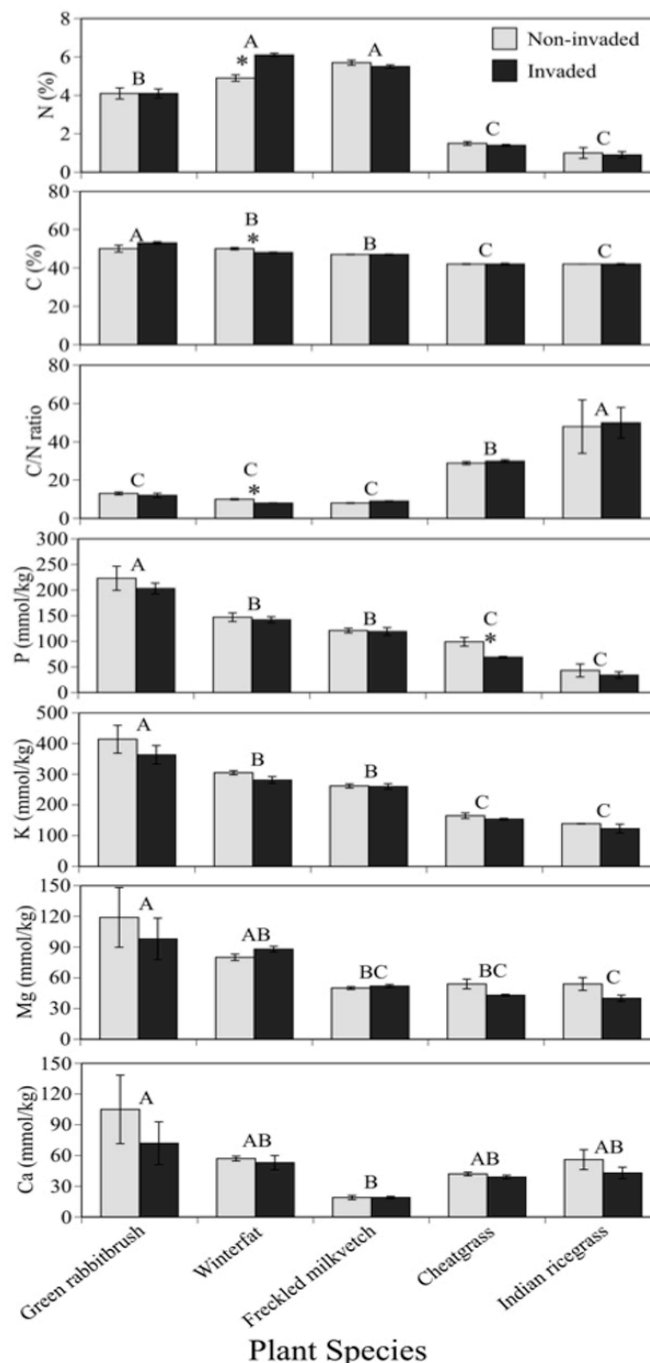 8
6
4
2
0
N (%)
B
*
A
A
C
C
Non-invaded
Invaded
80
60
40
20
0
C (%)
A
B
*
B
C
C
80
60
40
20
0
C/N ratio
C
C
*
C
B
A
300
250
200
150
100
50
0
P (mmol/kg)
A
B
B
C
*
C
500
400
300
200
100
0
K (mmol/kg)
A
B
B
C
C
150
120
90
60
30
0
Mg (mmol/kg)
A
AB
BC
BC
C
150
120
90
60
30
0
Ca (mmol/kg)
A
AB
B
AB
AB
Green rabbitbrush
Winterfat
Freckled milkvetch
Cheatgrass
Indian ricegrass
Plant Species